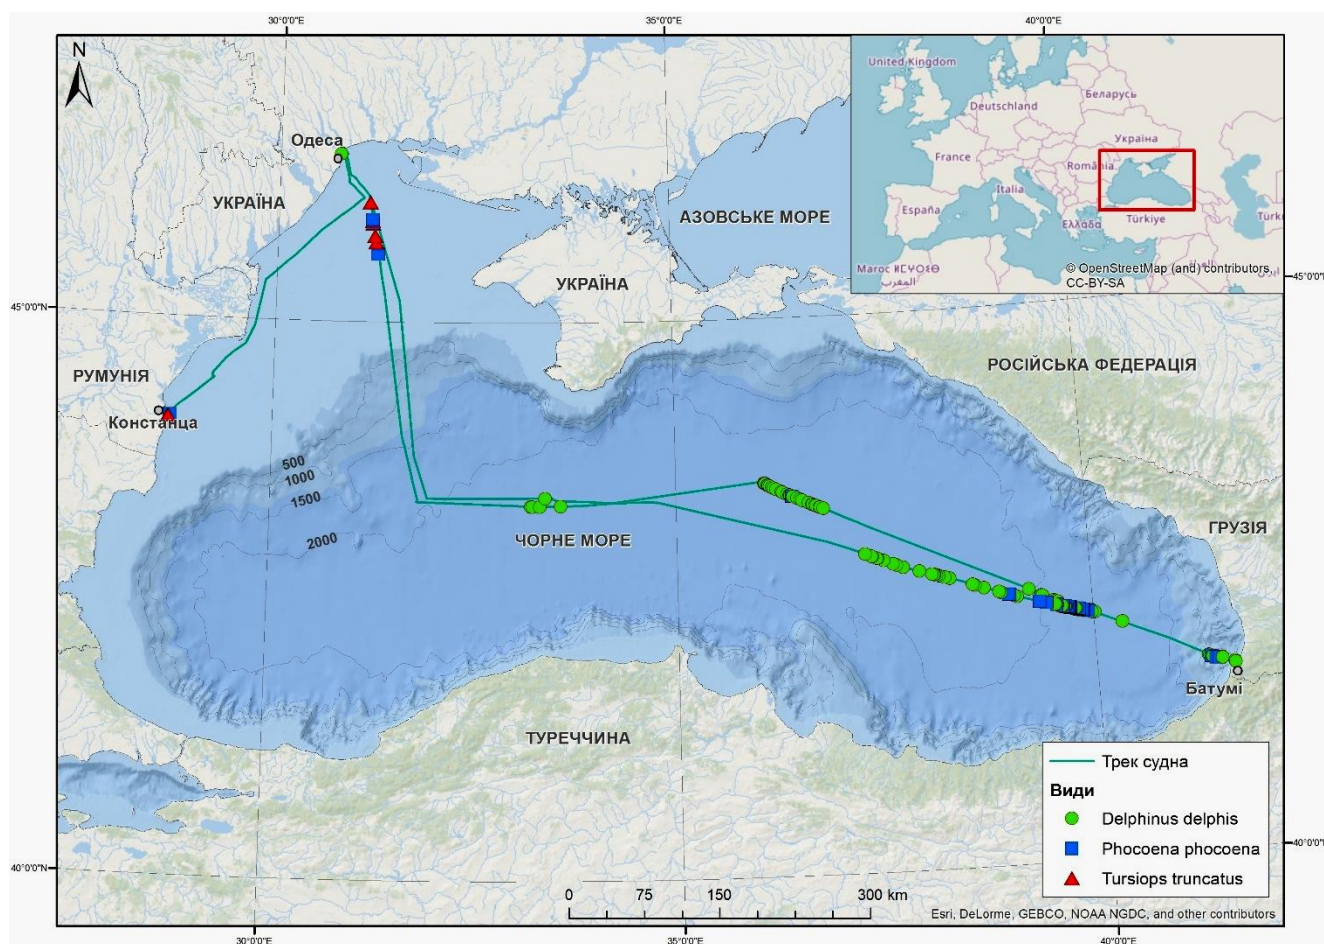 30°0'0"E
35°0'0"E
40°0'0"E
N
United Kingdom
Deutschland
Беларусь
Україна
France
România
Italia
España
Ελλάδα
Türkiye
Türki
Maroc ⵍⵎⵖⵔⵉⴱ
المغرب
© OpenStreetMap (and) contributors,
CC-BY-SA
Одеса
УКРАЇНА
АЗОВСЬКЕ МОРЕ
УКРАЇНА
45°0'0"N
45°0'0"N
РУМУНІЯ
РОСІЙСЬКА ФЕДЕРАЦІЯ
Констанца
500
1000
1500
2000
ЧОРНЕ МОРЕ
ГРУЗІЯ
Батумі
ТУРЕЧЧИНА
Трек судна
Види
Delphinus delphis
Phocoena phocoena
Tursiops truncatus
40°0'0"N
40°0'0"N
0 75 150 300 km
Esri, DeLorme, GEBCO, NOAA NGDC, and other contributors
30°0'0"E
35°0'0"E
40°0'0"E